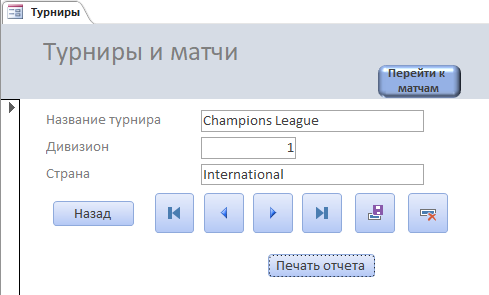 Турниры
Турниры и матчи
Перейти к
матчам
Название турнира Champions League
Дивизион 1
Страна International
Назад
Печать отчета